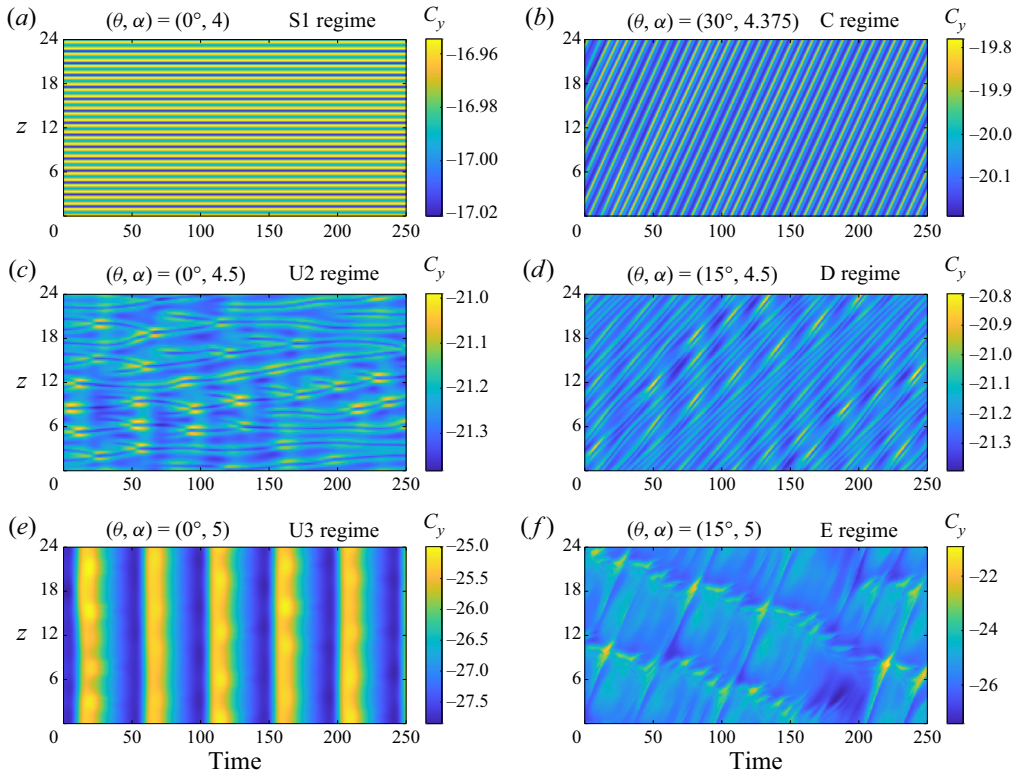 (a) (θ, α) = (0°, 4) S1 regime C_y
24
18
z 12
6
0 50 100 150 200 250
–16.96
–16.98
–17.00
–17.02
(b) (θ, α) = (30°, 4.375) C regime C_y
24
18
12
6
0 50 100 150 200 250
–19.8
–19.9
–20.0
–20.1
(c) (θ, α) = (0°, 4.5) U2 regime C_y
24
18
z 12
6
0 50 100 150 200 250
–21.0
–21.1
–21.2
–21.3
(d) (θ, α) = (15°, 4.5) D regime C_y
24
18
12
6
0 50 100 150 200 250
–20.8
–20.9
–21.0
–21.1
–21.2
–21.3
(e) (θ, α) = (0°, 5) U3 regime C_y
24
18
z 12
6
0 50 100 150 200 250
Time
–25.0
–25.5
–26.0
–26.5
–27.0
–27.5
(f) (θ, α) = (15°, 5) E regime C_y
24
18
12
6
0 50 100 150 200 250
Time
–22
–24
–26